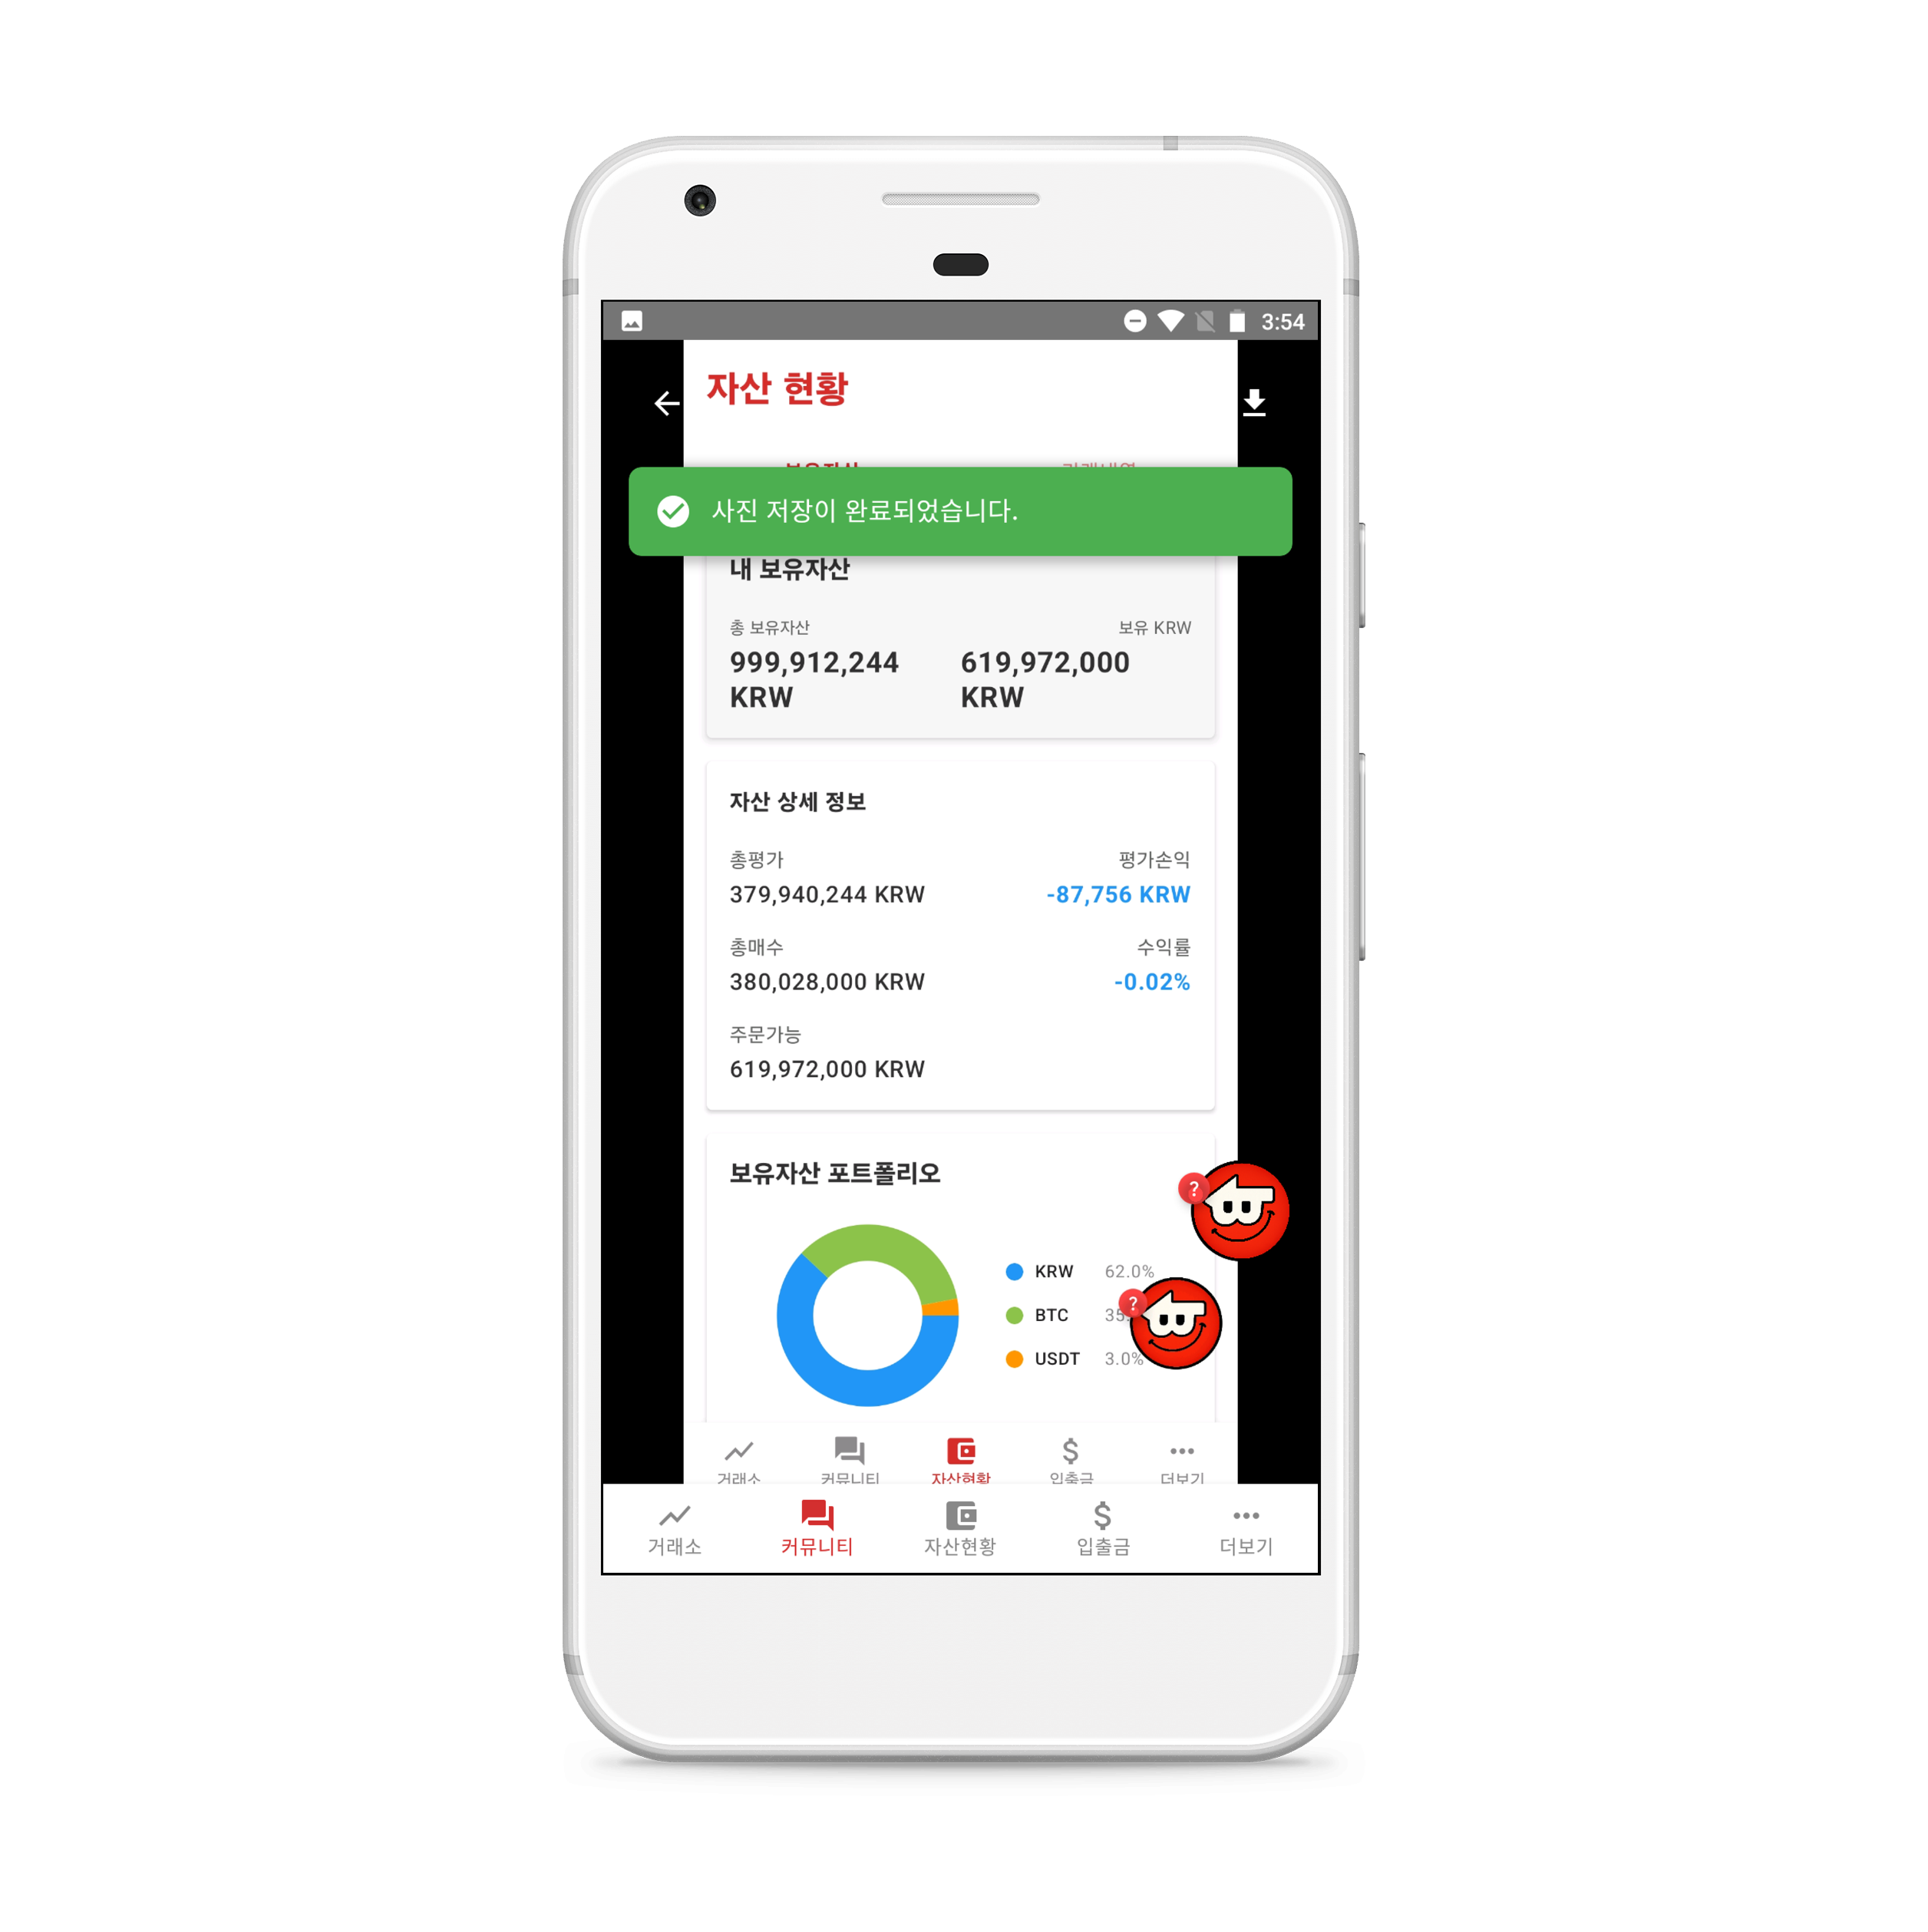 3:54
자산 현황
사진 저장이 완료되었습니다.
내 보유자산
총 보유자산 보유 KRW
999,912,244 619,972,000
KRW KRW
자산 상세 정보
총평가 평가손익
379,940,244 KRW -87,756 KRW
총매수 수익률
380,028,000 KRW -0.02%
주문가능
619,972,000 KRW
보유자산 포트폴리오
?
KRW 62.0%
?
BTC
USDT 3.0%
거래소 커뮤니티 자산현황 입출금 더보기
거래소 커뮤니티 자산현황 입출금 더보기